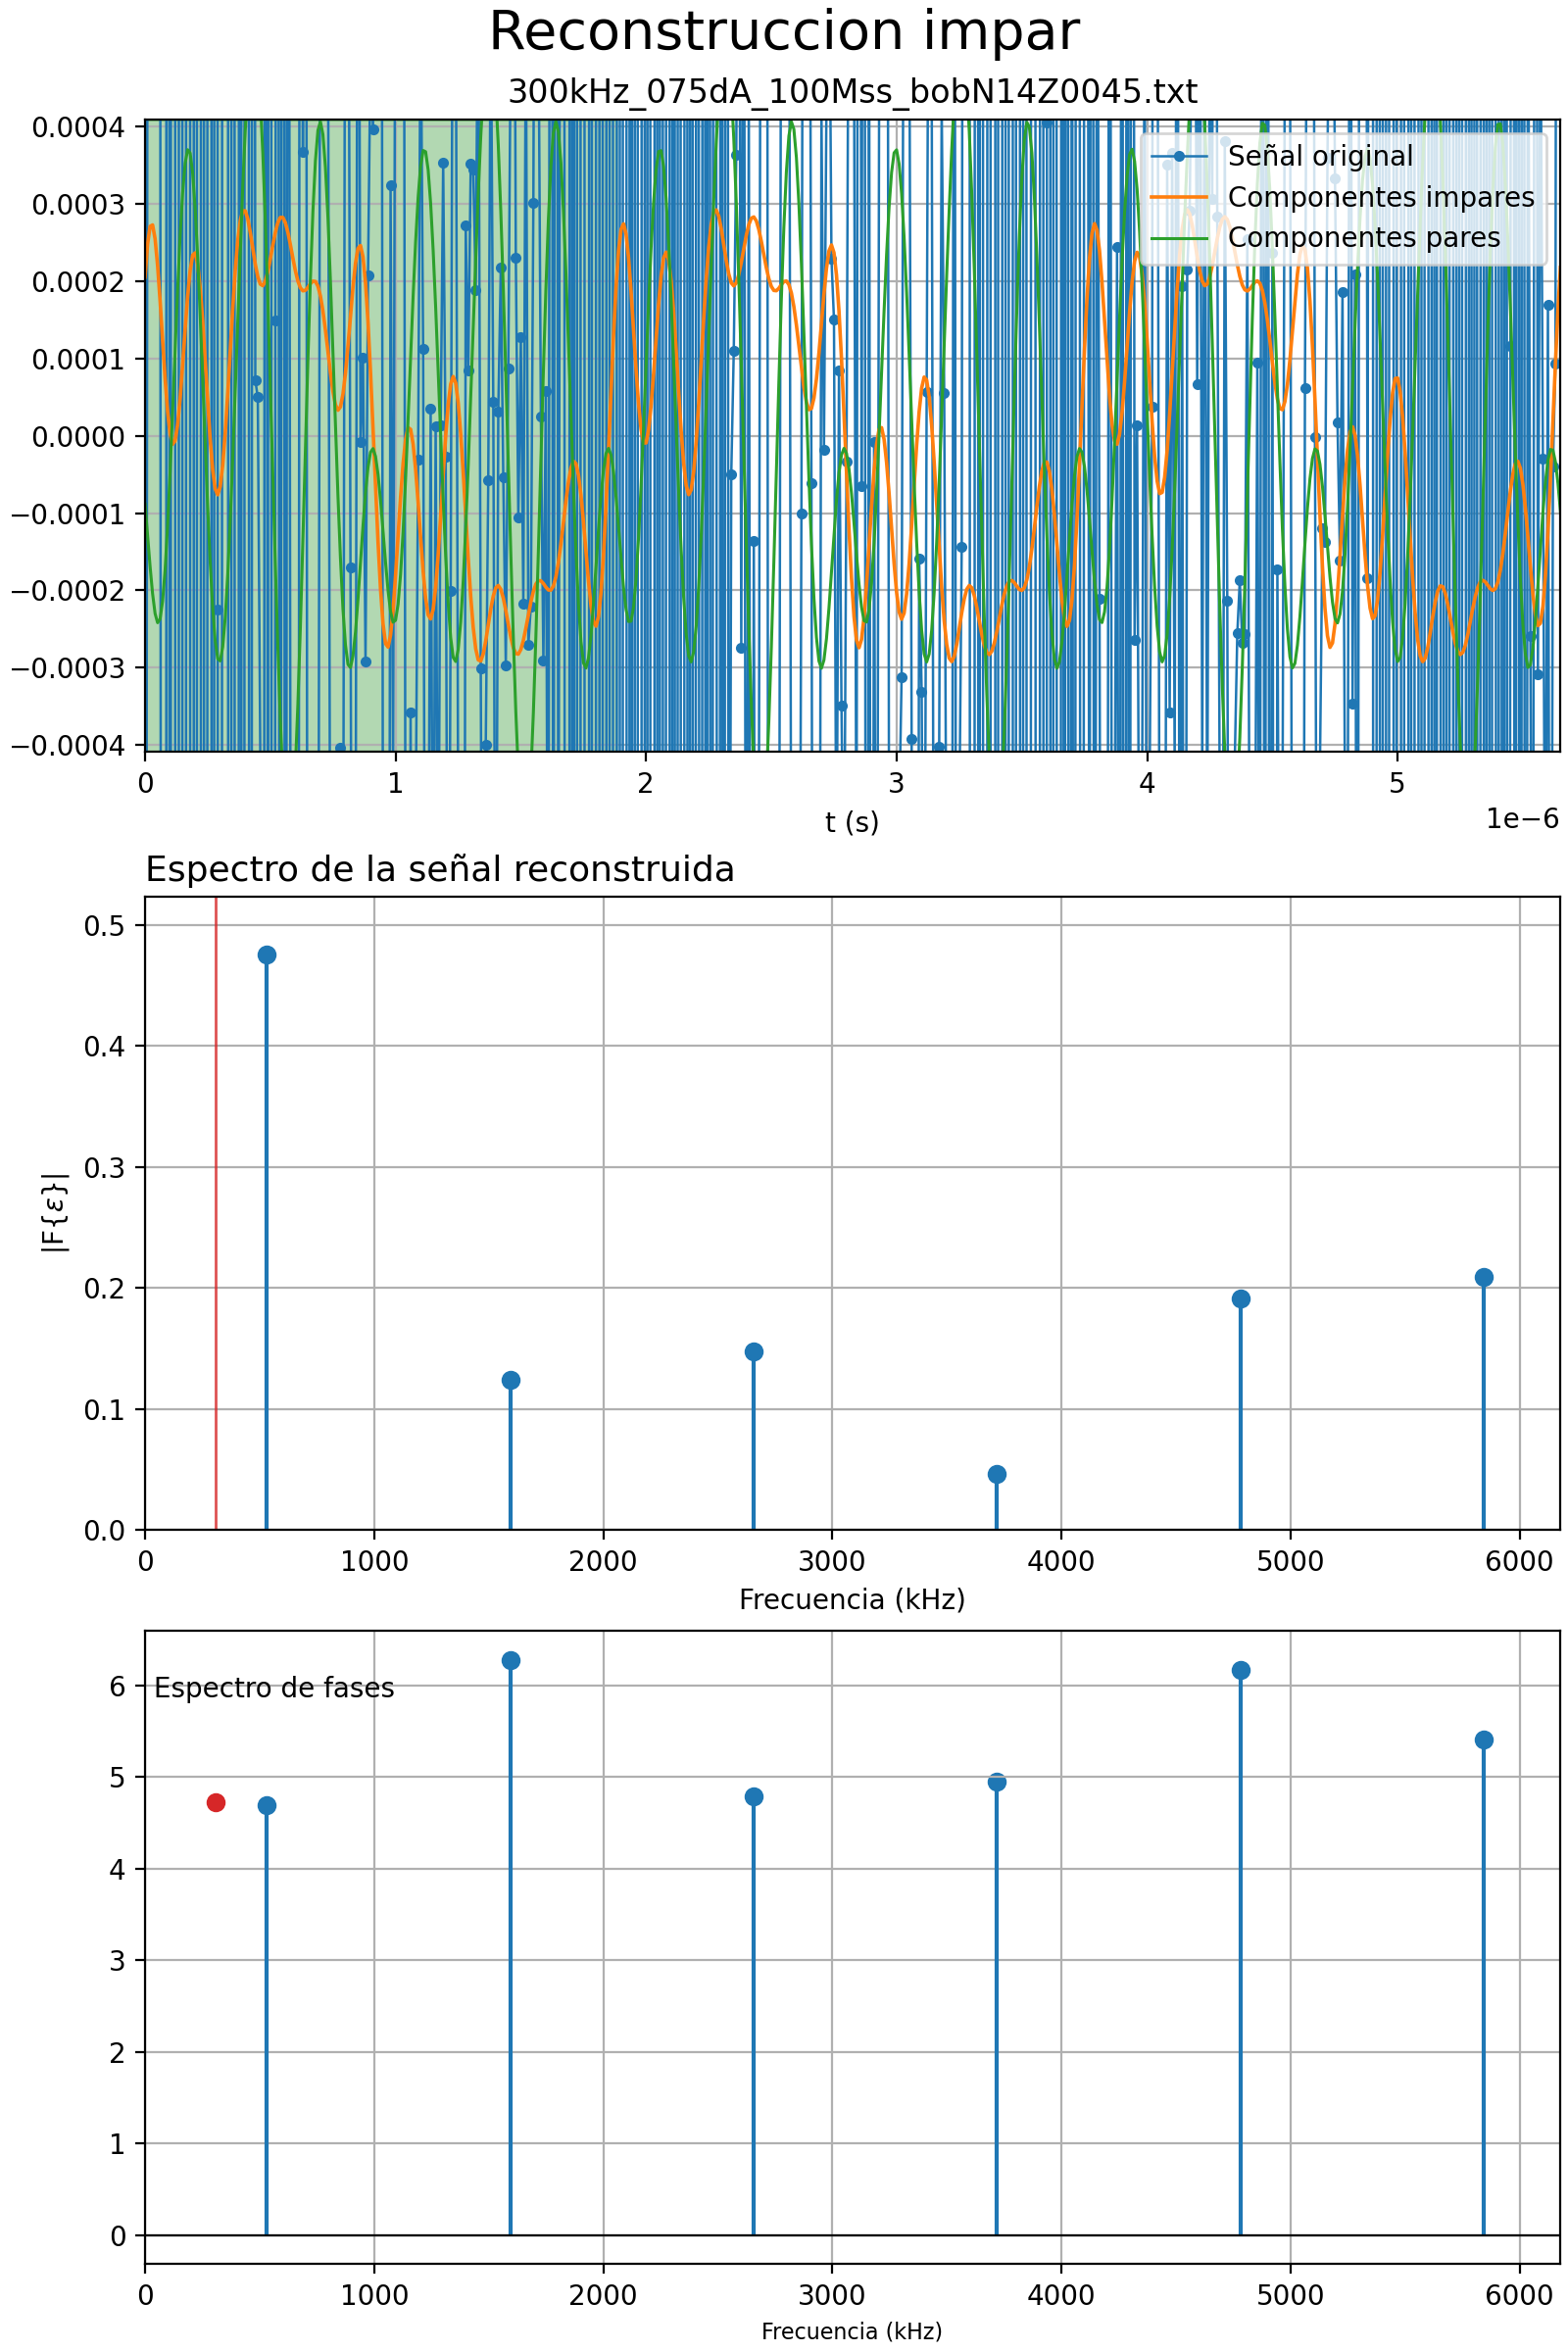 Reconstruccion impar
300kHz_075dA_100Mss_bobN14Z0045.txt
0.0004
0.0003
0.0002
0.0001
0.0000
−0.0001
−0.0002
−0.0003
−0.0004
Señal original
Componentes impares
Componentes pares
0 1 2 3 4 5
1e−6
t (s)
Espectro de la señal reconstruida
0.5
0.4
0.3
0.2
0.1
0.0
|F{ε}|
0 1000 2000 3000 4000 5000 6000
Frecuencia (kHz)
Espectro de fases
6
5
4
3
2
1
0
0 1000 2000 3000 4000 5000 6000
Frecuencia (kHz)